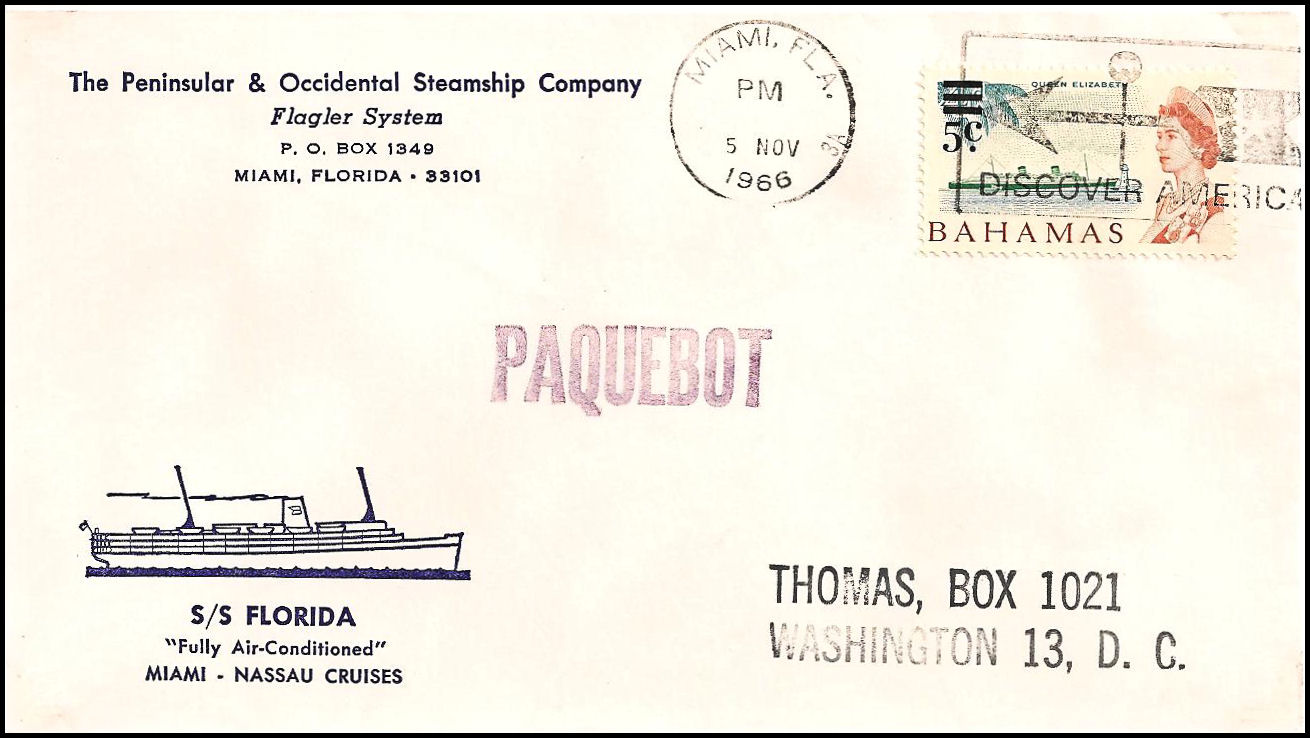 The Peninsular & Occidental Steamship Company
Flagler System
P. O. BOX 1349
MIAMI, FLORIDA • 33101
MIAMI, FLA.
PM
5 NOV
1966
3A
QUEEN ELIZABETH
5c
DISCOVER AMERICA
BAHAMAS
PAQUEBOT
S/S FLORIDA
"Fully Air-Conditioned"
MIAMI - NASSAU CRUISES
THOMAS, BOX 1021
WASHINGTON 13, D. C.